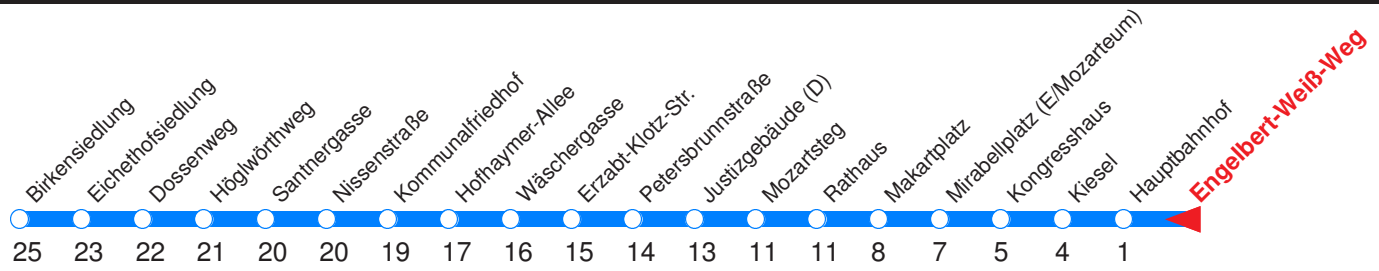 Birkensiedlung
Eichethofsiedlung
Dossenweg
Höglwörthweg
Santnergasse
Nissenstraße
Kommunalfriedhof
Hofhaymer-Allee
Wäschergasse
Erzabt-Klotz-Str.
Petersbrunnstraße
Justizgebäude (D)
Mozartsteg
Rathaus
Makartplatz
Mirabellplatz (E/Mozarteum)
Kongresshaus
Kiesel
Hauptbahnhof
Engelbert-Weiß-Weg
25 23 22 21 20 20 19 17 16 15 14 13 11 11 8 7 5 4 1